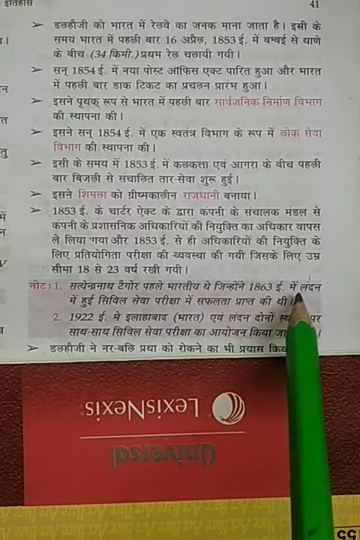 इतिहास
41
➤ डलहौजी को भारत में रेलवे का जनक माना जाता है। इसी के
समय भारत में पहली बार 16 अप्रैल, 1853 ई. में बम्बई से थाणे
के बीच (34 किमी.) प्रथम रेल चलायी गयी।
➤ सन् 1854 ई. में नया पोस्ट ऑफिस एक्ट पारित हुआ और भारत
में पहली बार डाक टिकट का प्रचलन प्रारंभ हुआ।
➤ इसने पृथक् रूप से भारत में पहली बार सार्वजनिक निर्माण विभाग
की स्थापना की।
➤ इसने सन् 1854 ई. में एक स्वतंत्र विभाग के रूप में लोक सेवा
विभाग की स्थापना की।
➤ इसी के समय में 1853 ई. में कलकत्ता एवं आगरा के बीच पहली
बार बिजली से संचालित तार-सेवा शुरू हुई।
➤ इसने शिमला को ग्रीष्मकालीन राजधानी बनाया।
➤ 1853 ई. के चार्टर ऐक्ट के द्वारा कंपनी के संचालक मंडल से
कंपनी के प्रशासनिक अधिकारियों की नियुक्ति का अधिकार वापस
ले लिया गया और 1853 ई. से ही अधिकारियों की नियुक्ति के
लिए प्रतियोगिता परीक्षा की व्यवस्था की गयी जिसके लिए उम्र
सीमा 18 से 23 वर्ष रखी गयी।
नोट : 1. सत्येन्द्रनाथ टैगोर पहले भारतीय थे जिन्होंने 1863 ई. में लंदन
में हुई सिविल सेवा परीक्षा में सफलता प्राप्त की थी।
2. 1922 ई. मे इलाहाबाद (भारत) एवं लंदन दोनों पर
साथ-साथ सिविल सेवा परीक्षा का आयोजन किया
➤ डलहौजी ने नर-बलि प्रथा को रोकने का भी प्रयास
LexisNexis
Universal